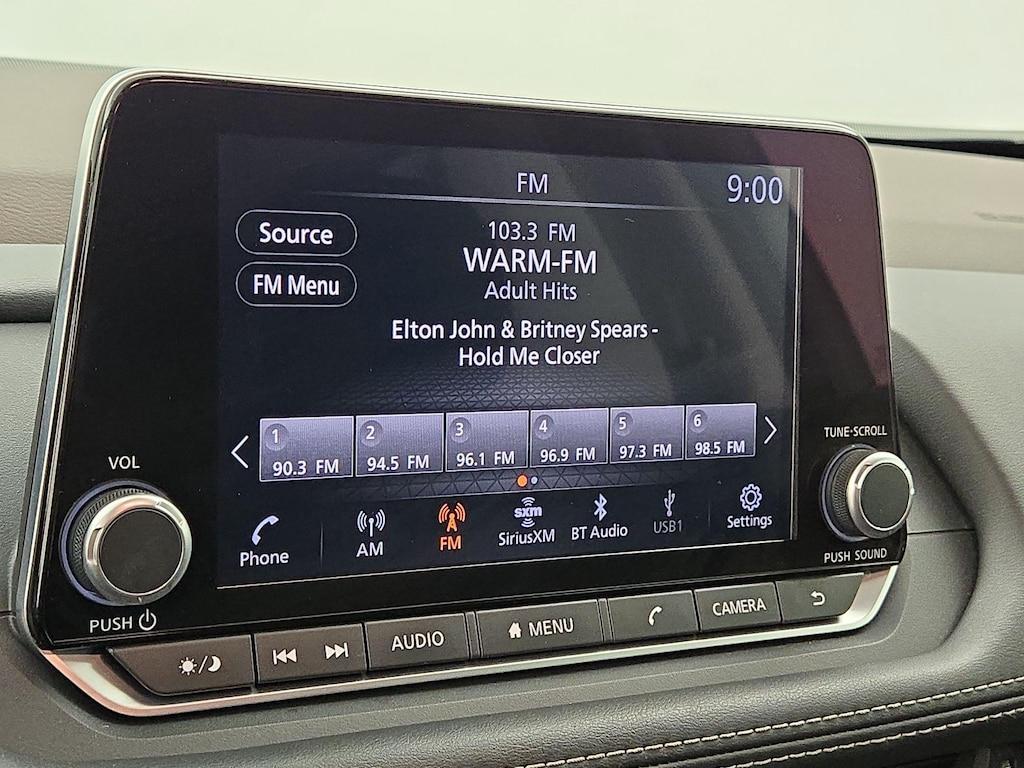 FM
9:00
Source
103.3 FM
WARM-FM
FM Menu
Adult Hits
Elton John & Britney Spears -
Hold Me Closer
1
90.3 FM
2
94.5 FM
3
96.1 FM
4
96.9 FM
5
97.3 FM
6
98.5 FM
VOL
TUNE·SCROLL
Phone
AM
FM
sxm
SiriusXM
BT Audio
USB1
Settings
PUSH
PUSH SOUND
AUDIO
MENU
CAMERA